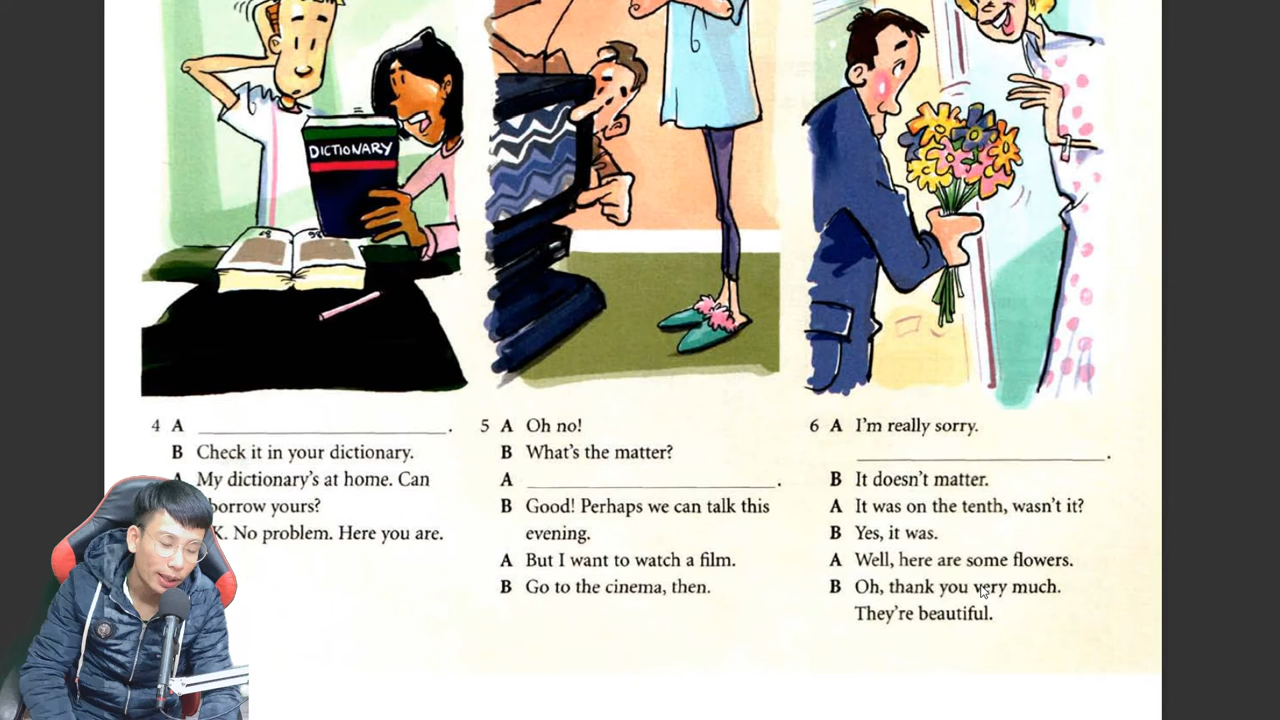 DICTIONARY
4 A ____________________.
B Check it in your dictionary.
A My dictionary's at home. Can
borrow yours?
K. No problem. Here you are.
5 A Oh no!
B What's the matter?
A ____________________.
B Good! Perhaps we can talk this
evening.
A But I want to watch a film.
B Go to the cinema, then.
6 A I'm really sorry.
____________________.
B It doesn't matter.
A It was on the tenth, wasn't it?
B Yes, it was.
A Well, here are some flowers.
B Oh, thank you very much.
They're beautiful.